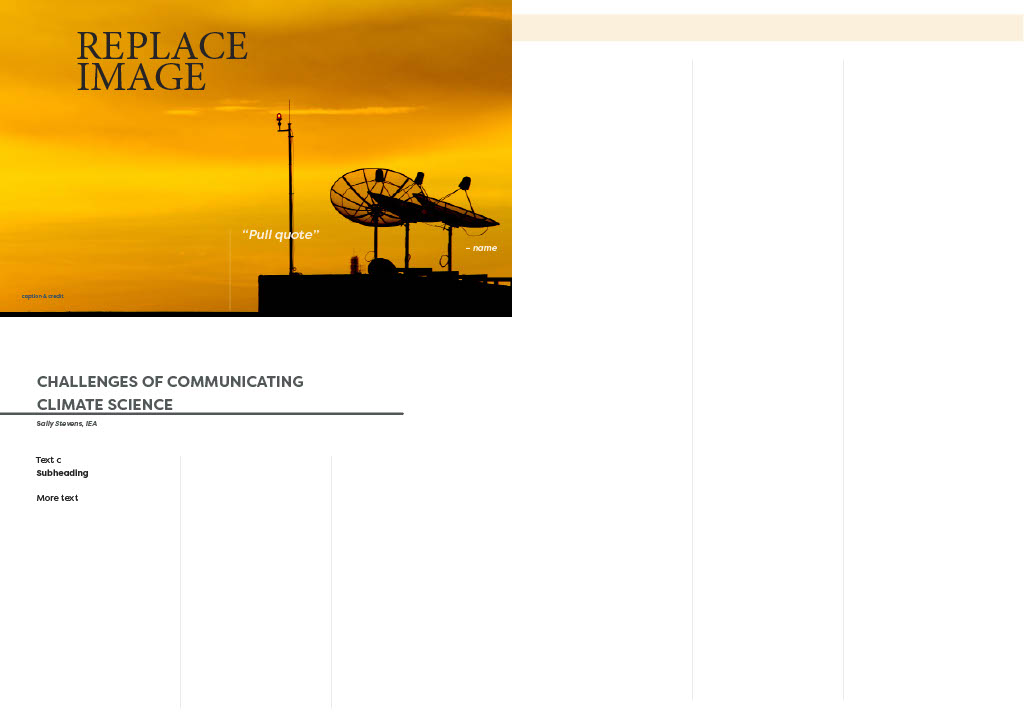 REPLACE
IMAGE
“Pull quote”
– name
caption & credit
CHALLENGES OF COMMUNICATING
CLIMATE SCIENCE
Sally Stevens, IEA
Text c
Subheading
More text